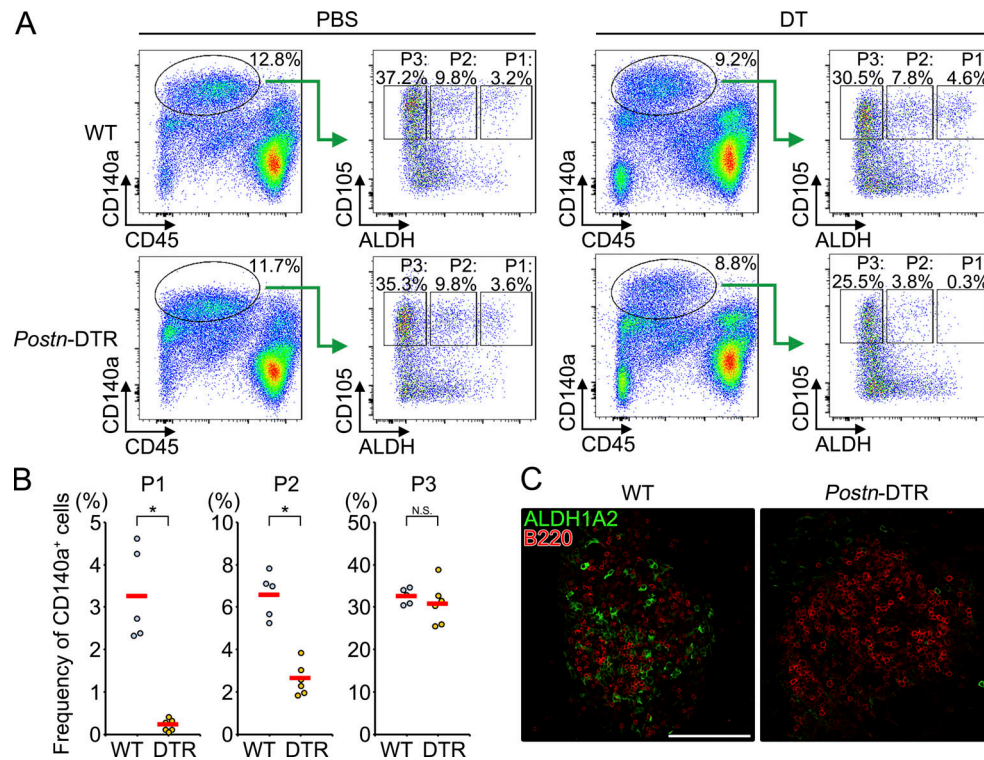 A
PBS
DT
WT
12.8%
CD140a
CD45
P3: P2: P1:
37.2% 9.8% 3.2%
CD105
ALDH
9.2%
CD140a
CD45
P3: P2: P1:
30.5% 7.8% 4.6%
CD105
ALDH
Postn-DTR
11.7%
CD140a
CD45
P3: P2: P1:
35.3% 9.8% 3.6%
CD105
ALDH
8.8%
CD140a
CD45
P3: P2: P1
25.5% 3.8% 0.3%
CD105
ALDH
B
Frequency of CD140a⁺ cells
(%) P1
5
4
3
2
1
0
*
WT DTR
(%) P2
10
8
6
4
2
0
*
WT DTR
(%) P3
50
40
30
20
10
0
N.S.
WT DTR
C
WT
Postn-DTR
ALDH1A2
B220